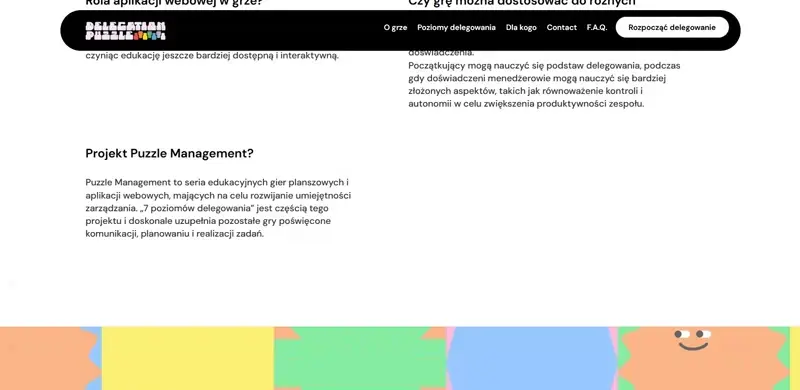 Rola aplikacji webowej w grze?
Czy grę można dostosować do różnych
DELEGATION
PUZZLE
O grze
Poziomy delegowania
Dla kogo
Contact
F.A.Q.
Rozpocząć delegowanie
czyniąc edukację jeszcze bardziej dostępną i interaktywną.
doświadczenia.
Początkujący mogą nauczyć się podstaw delegowania, podczas
gdy doświadczeni menedżerowie mogą nauczyć się bardziej
złożonych aspektów, takich jak równoważenie kontroli i
autonomii w celu zwiększenia produktywności zespołu.
Projekt Puzzle Management?
Puzzle Management to seria edukacyjnych gier planszowych i
aplikacji webowych, mających na celu rozwijanie umiejętności
zarządzania. „7 poziomów delegowania” jest częścią tego
projektu i doskonale uzupełnia pozostałe gry poświęcone
komunikacji, planowaniu i realizacji zadań.